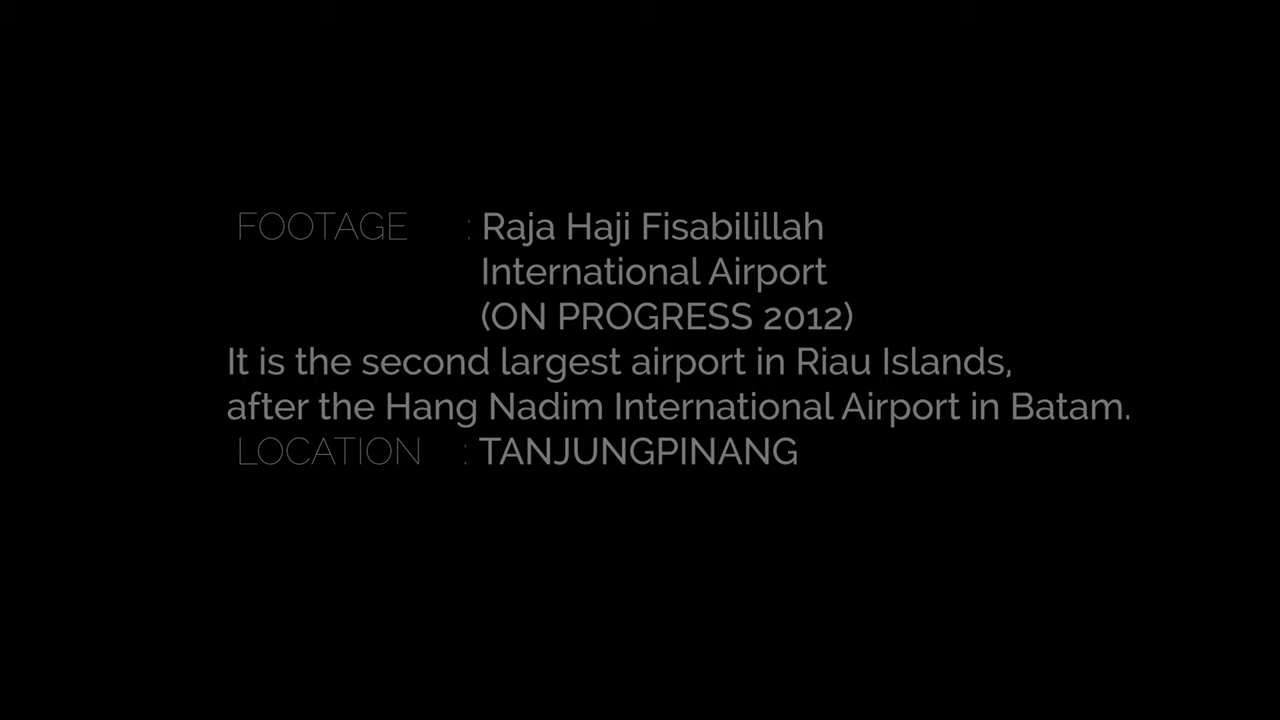 FOOTAGE : Raja Haji Fisabilillah
International Airport
(ON PROGRESS 2012)
It is the second largest airport in Riau Islands,
after the Hang Nadim International Airport in Batam.
LOCATION : TANJUNGPINANG